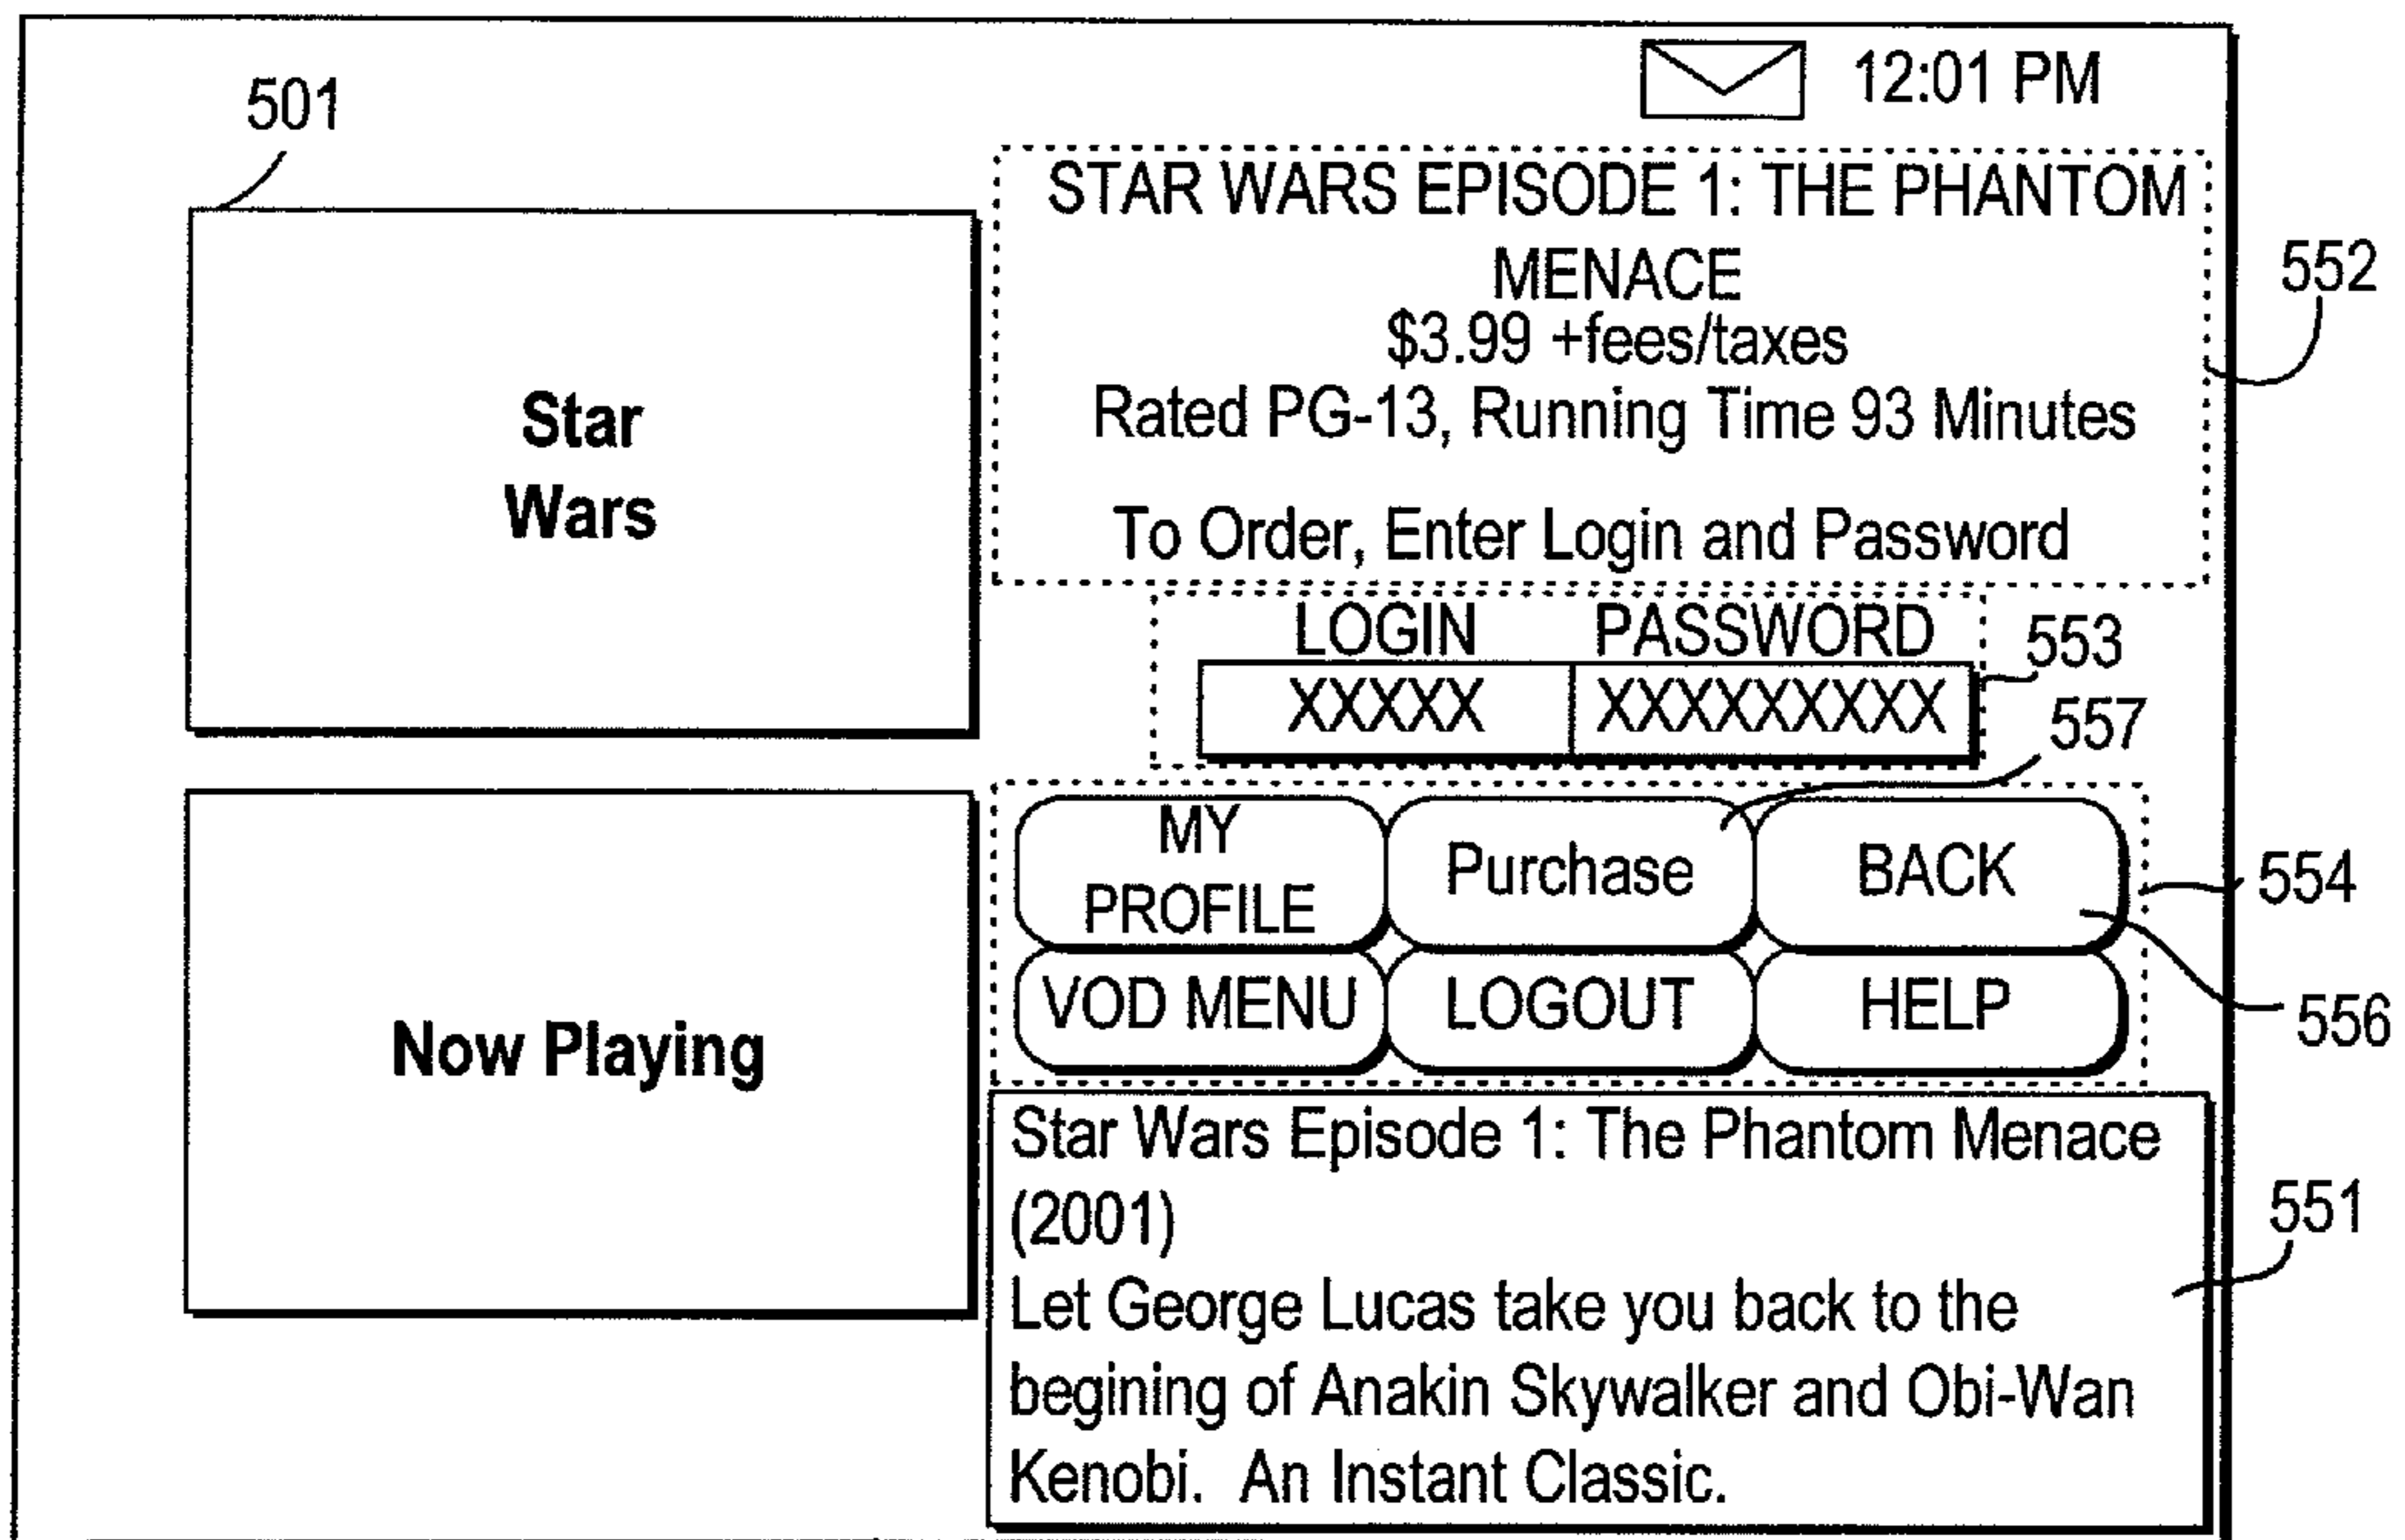 12:01 PM
501
STAR WARS EPISODE 1: THE PHANTOM
MENACE
$3.99 +fees/taxes
Rated PG-13, Running Time 93 Minutes
To Order, Enter Login and Password
552
Star
Wars
LOGIN PASSWORD
XXXXX XXXXXXXXX
553
557
MY
PROFILE
Purchase
BACK
554
VOD MENU
LOGOUT
HELP
556
Now Playing
Star Wars Episode 1: The Phantom Menace
(2001)
Let George Lucas take you back to the
begining of Anakin Skywalker and Obi-Wan
Kenobi. An Instant Classic.
551